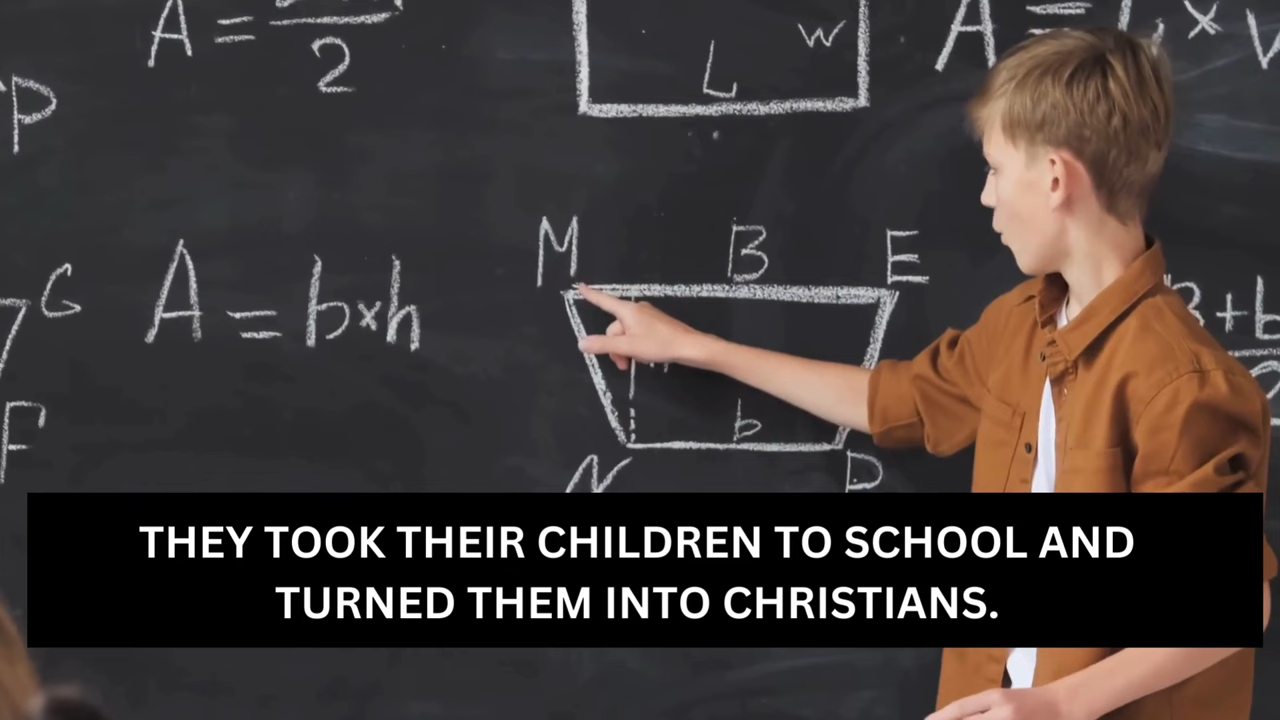 A = 2
L
W
P
M
B
E
G
A = b×h
b
F
N
D
THEY TOOK THEIR CHILDREN TO SCHOOL AND
TURNED THEM INTO CHRISTIANS.